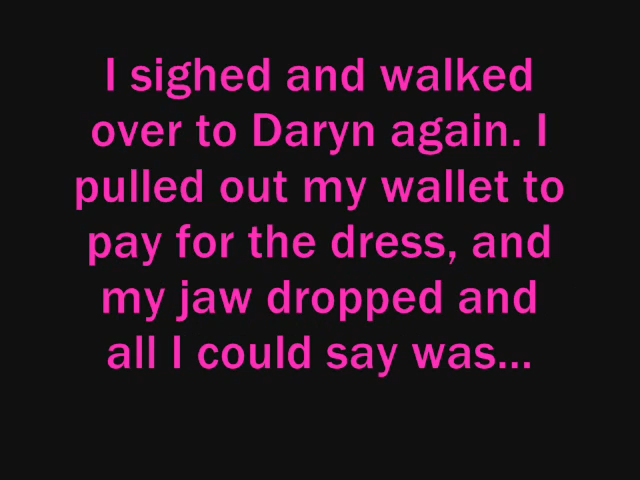 I sighed and walked
over to Daryn again. I
pulled out my wallet to
pay for the dress, and
my jaw dropped and
all I could say was...